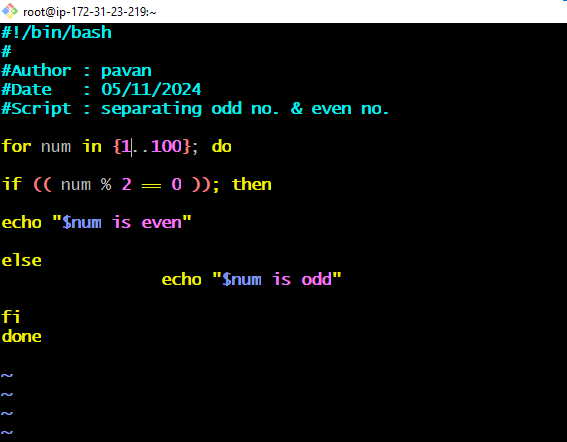 root@ip-172-31-23-219:~
#!/bin/bash
#
#Author : pavan
#Date   : 05/11/2024
#Script : separating odd no. & even no.
for num in {1..100}; do
if (( num % 2 == 0 )); then
echo "$num is even"
else
                echo "$num is odd"
fi
done
~
~
~
~